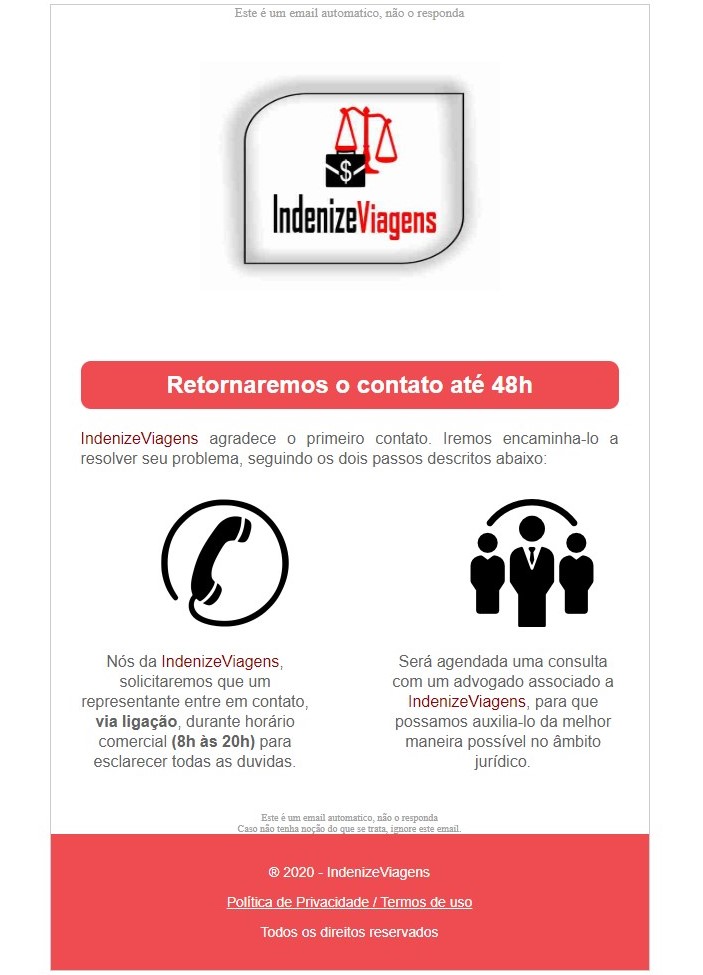 Este é um email automatico, não o responda
$
IndenizeViagens
Retornaremos o contato até 48h
IndenizeViagens agradece o primeiro contato. Iremos encaminha-lo a
resolver seu problema, seguindo os dois passos descritos abaixo:
Nós da IndenizeViagens,
solicitaremos que um
representante entre em contato,
via ligação, durante horário
comercial (8h às 20h) para
esclarecer todas as duvidas.
Será agendada uma consulta
com um advogado associado a
IndenizeViagens, para que
possamos auxilia-lo da melhor
maneira possível no âmbito
jurídico.
Este é um email automatico, não o responda
Caso não tenha noção do que se trata, ignore este email.
® 2020 - IndenizeViagens
Política de Privacidade / Termos de uso
Todos os direitos reservados